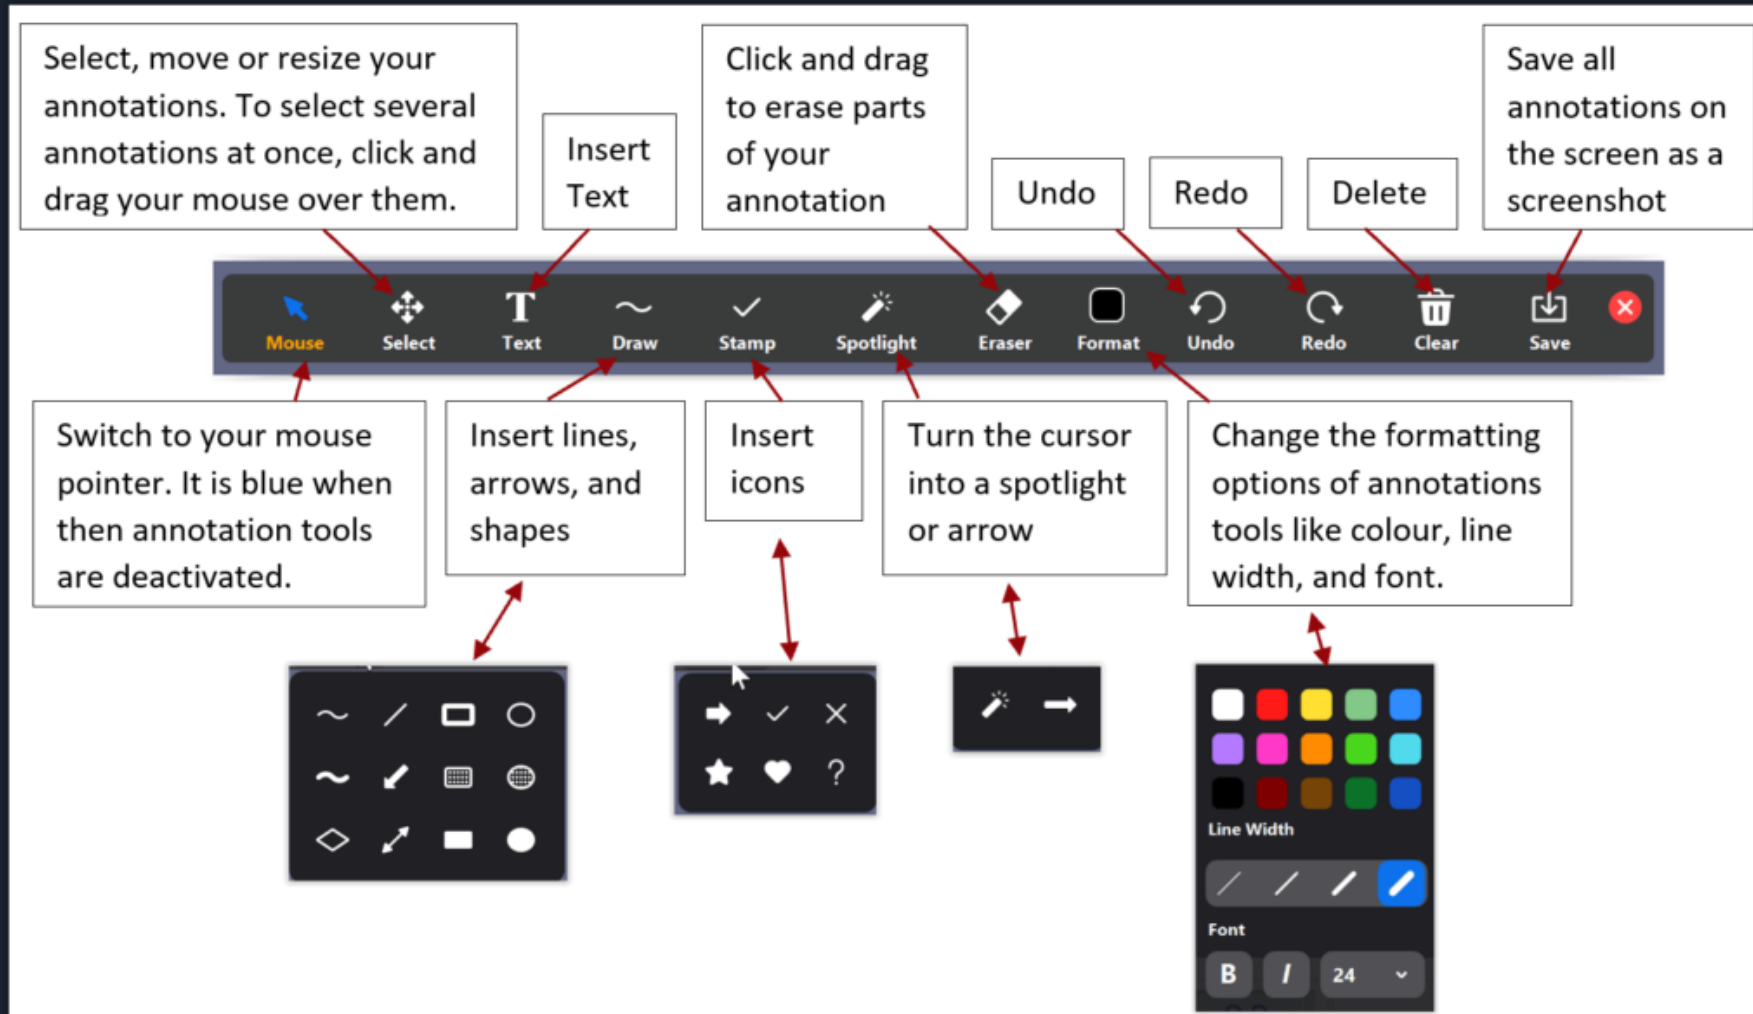 Select, move or resize your
annotations. To select several
annotations at once, click and
drag your mouse over them.
Insert
Text
Click and drag
to erase parts
of your
annotation
Undo
Redo
Delete
Save all
annotations on
the screen as a
screenshot
Mouse
Select
Text
Draw
Stamp
Spotlight
Eraser
Format
Undo
Redo
Clear
Save
Switch to your mouse
pointer. It is blue when
then annotation tools
are deactivated.
Insert lines,
arrows, and
shapes
Insert
icons
Turn the cursor
into a spotlight
or arrow
Change the formatting
options of annotations
tools like colour, line
width, and font.
Line Width
Font
B I 24